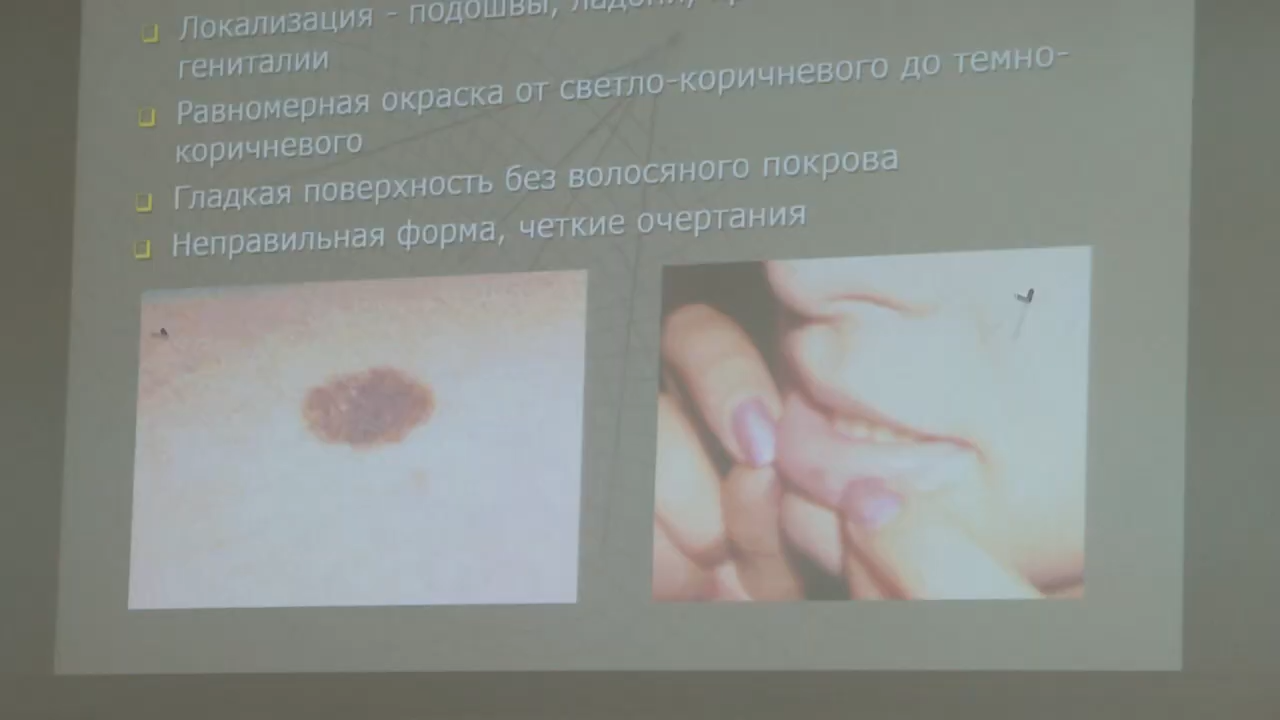 Локализация - подошвы, ладони,
гениталии
Равномерная окраска от светло-коричневого до темно-
коричневого
Гладкая поверхность без волосяного покрова
Неправильная форма, четкие очертания